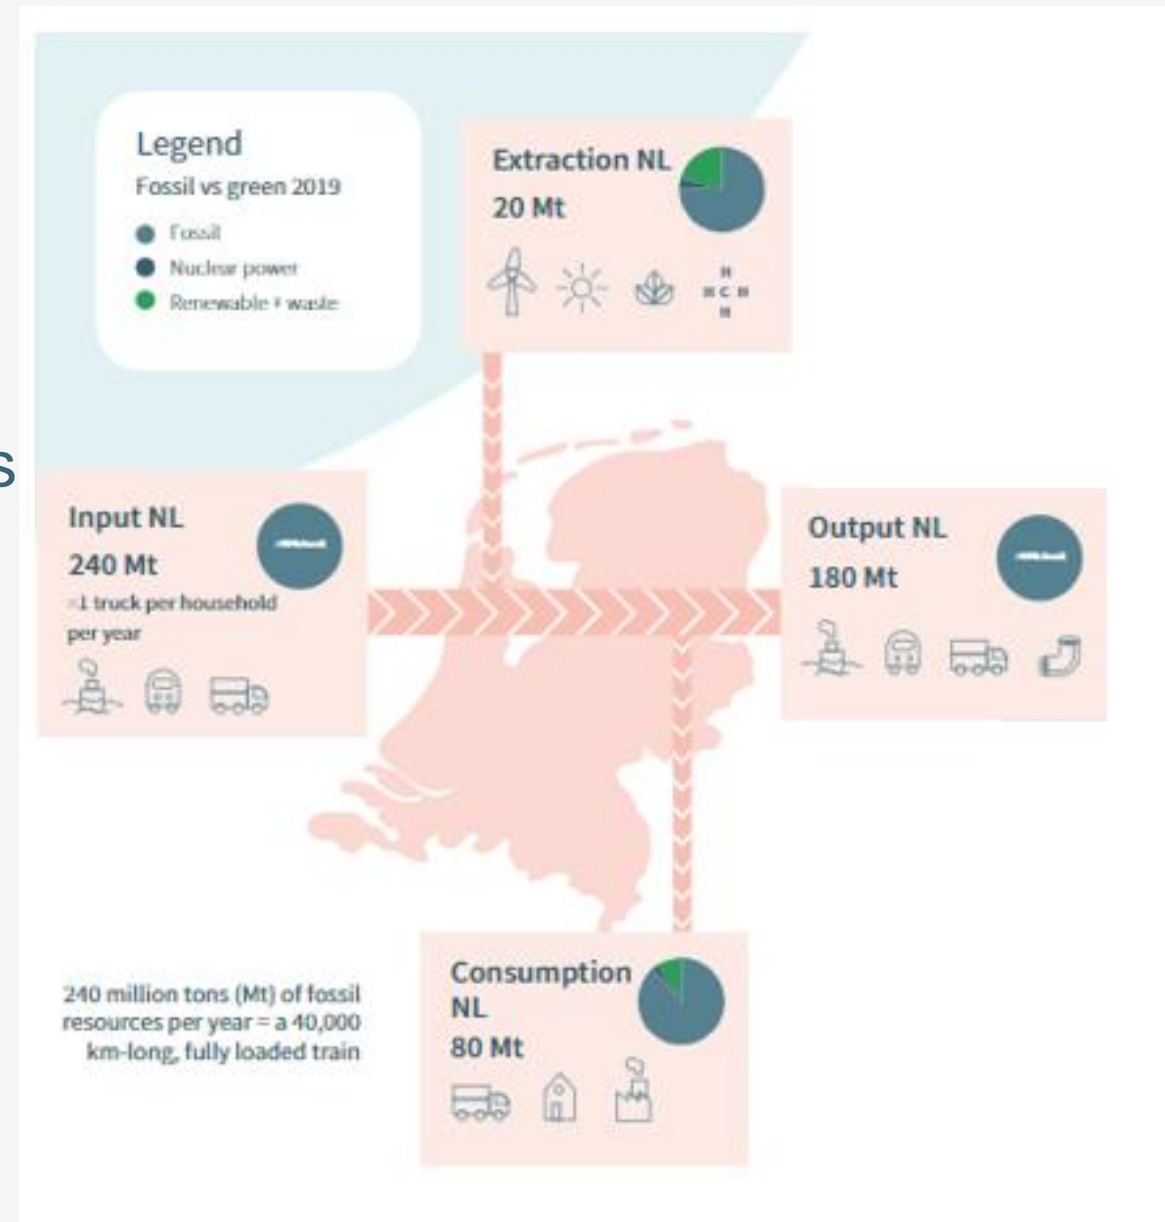 Legend
Fossil vs green 2019
Fossil
Nuclear power
Renewable + waste
Extraction NL
20 Mt
H
H C H
H
s
Input NL
240 Mt
=1 truck per household
per year
Output NL
180 Mt
240 million tons (Mt) of fossil
resources per year = a 40,000
km-long, fully loaded train
Consumption
NL
80 Mt